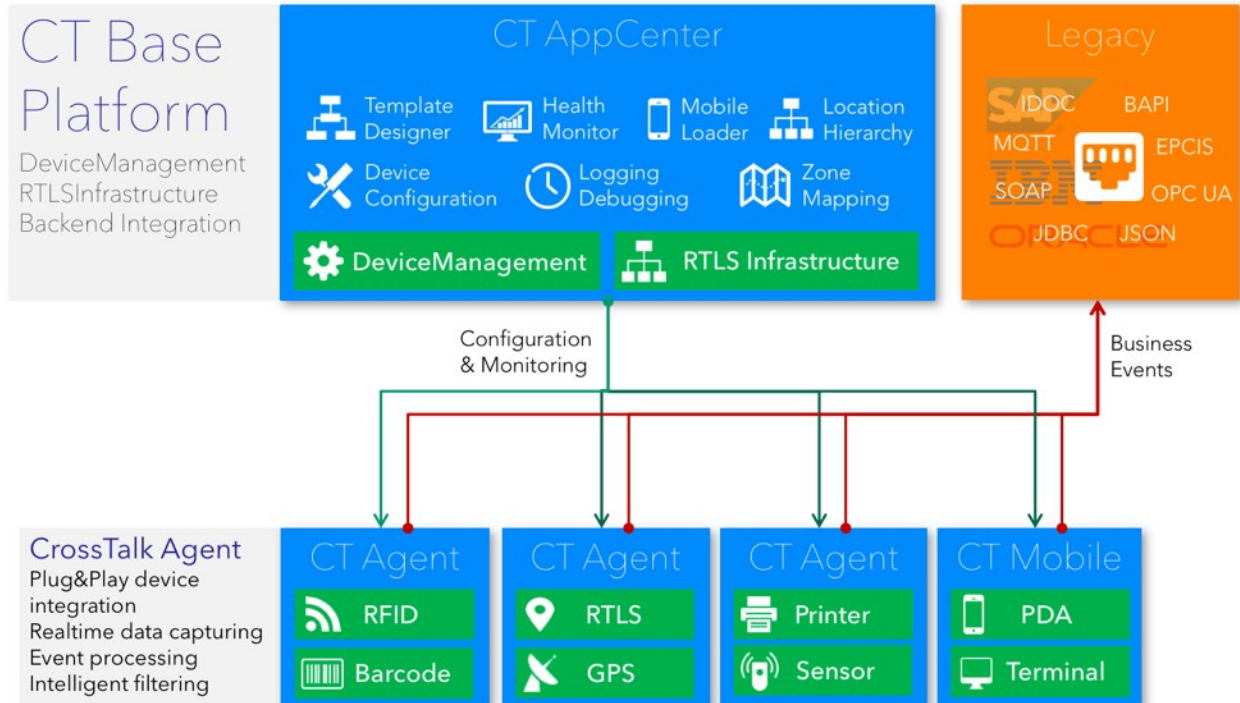 CT Base
Platform
DeviceManagement
RTLSInfrastructure
Backend Integration
CT AppCenter
Template
Designer
Health
Monitor
Mobile
Loader
Location
Hierarchy
Device
Configuration
Logging
Debugging
Zone
Mapping
DeviceManagement
RTLS Infrastructure
Legacy
SAP
IDOC
BAPI
MQTT
EPCIS
IBM
SOAP
OPC UA
ORACLE
JDBC
JSON
Configuration
& Monitoring
Business
Events
CrossTalk Agent
Plug&Play device
integration
Realtime data capturing
Event processing
Intelligent filtering
CT Agent
RFID
Barcode
CT Agent
RTLS
GPS
CT Agent
Printer
Sensor
CT Mobile
PDA
Terminal